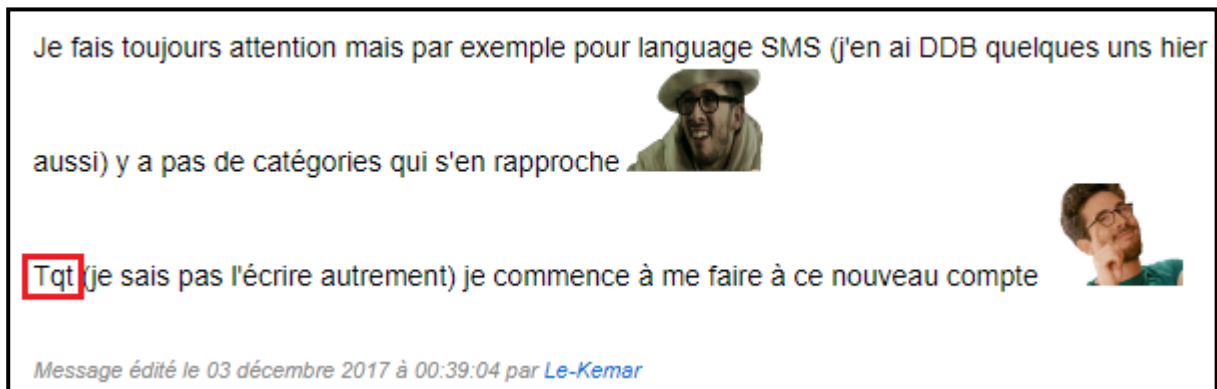 Je fais toujours attention mais par exemple pour language SMS (j'en ai DDB quelques uns hier
aussi) y a pas de catégories qui s'en rapproche
Tqt (je sais pas l'écrire autrement) je commence à me faire à ce nouveau compte
Message édité le 03 décembre 2017 à 00:39:04 par Le-Kemar